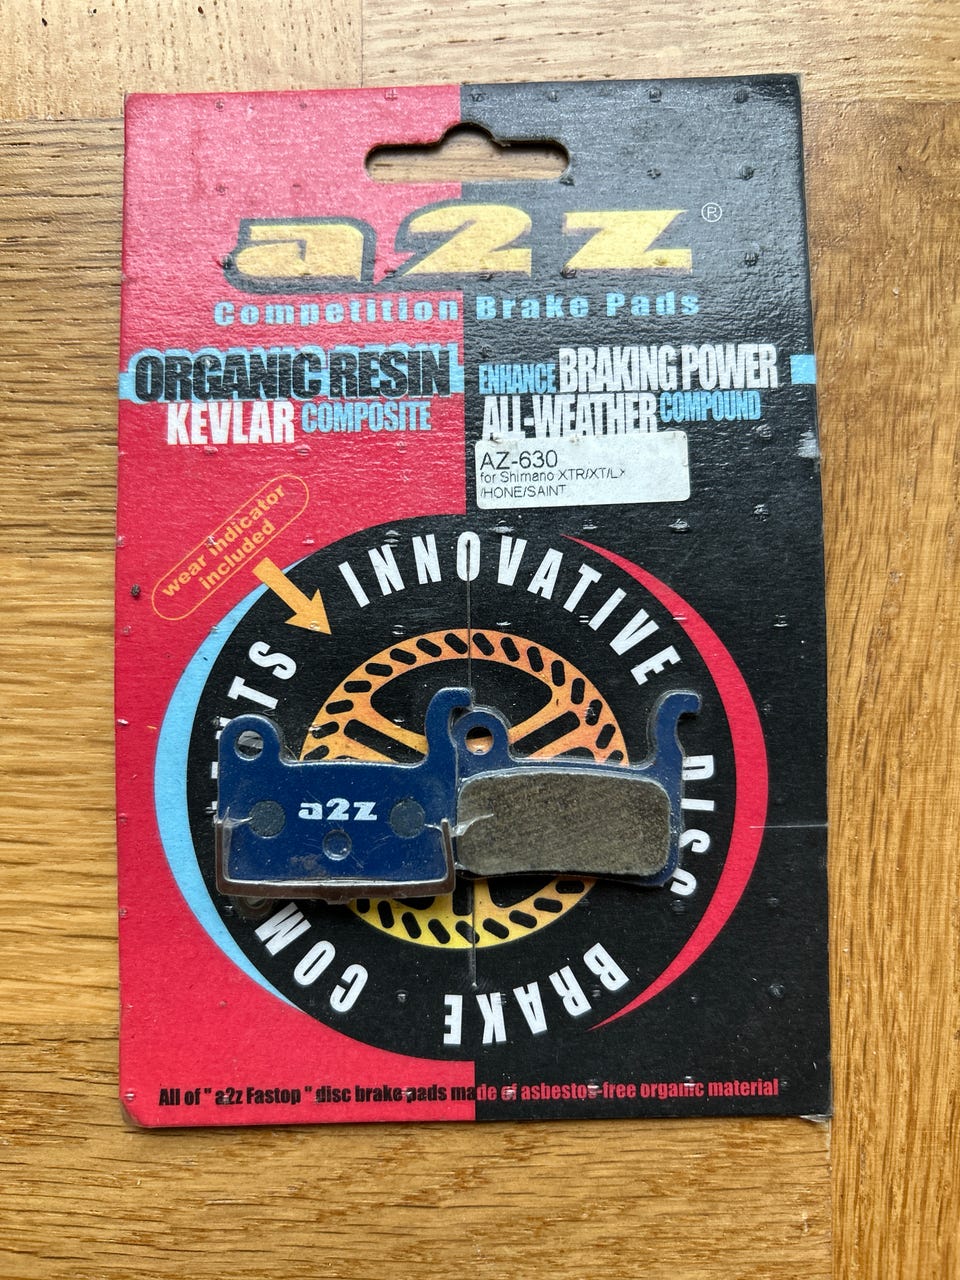 a2z®
Competition Brake Pads
ORGANIC RESIN
KEVLAR COMPOSITE
ENHANCE BRAKING POWER
ALL-WEATHER COMPOUND
AZ-630
for Shimano XTR/XT/LX
/HONE/SAINT
wear indicator
included
INNOVATIVE
DISC
BRAKE
a2z
All of " a2z Fastop " disc brake pads made of asbestos-free organic material